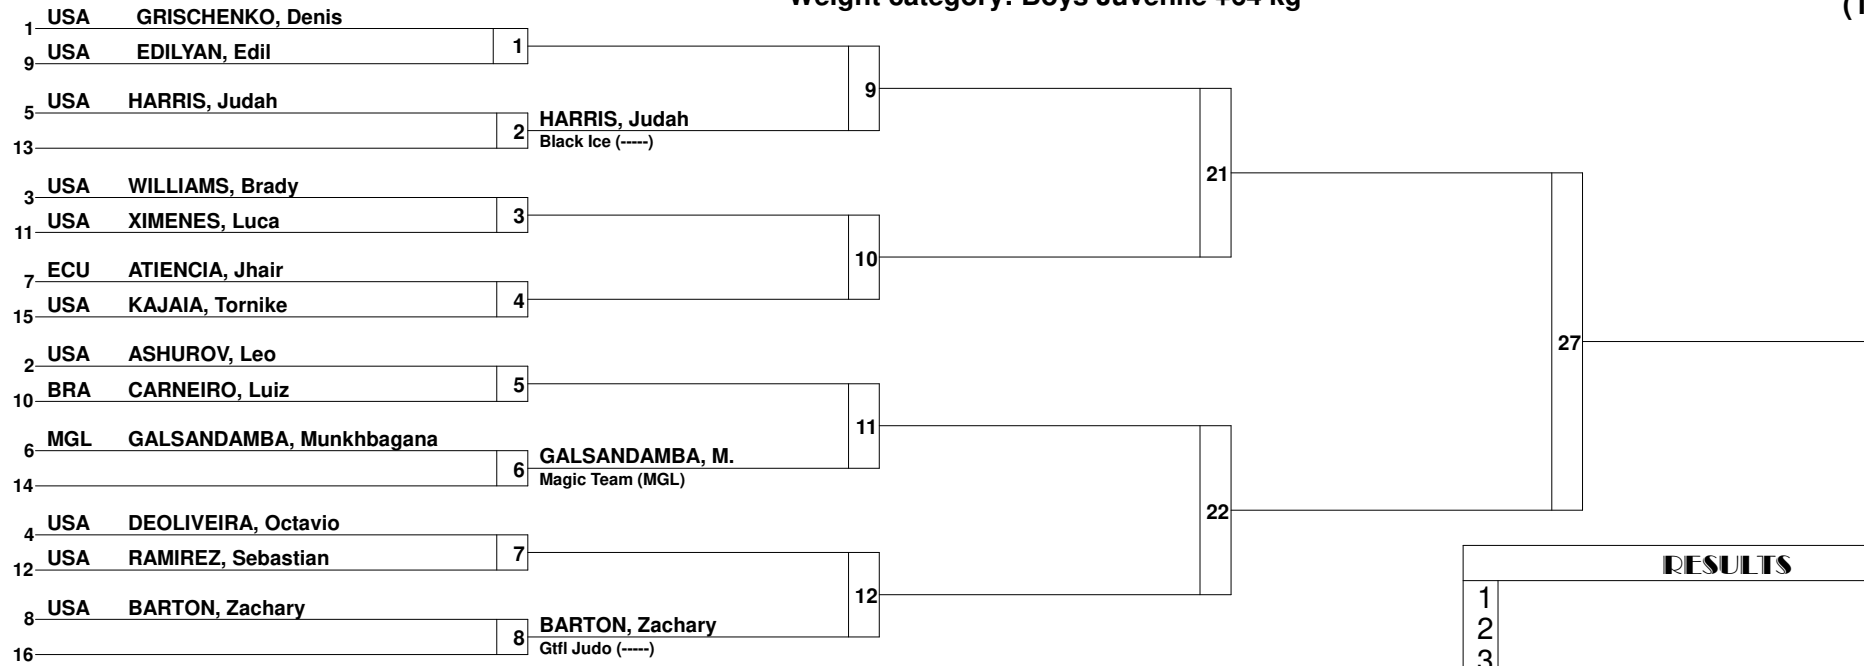 Weight category: Boys Juvenile +64 kg
(1
1 USA GRISCHENKO, Denis
1
9 USA EDILYAN, Edil
9
5 USA HARRIS, Judah
2 HARRIS, Judah
Black Ice (-----)
13
21
3 USA WILLIAMS, Brady
3
11 USA XIMENES, Luca
10
7 ECU ATIENCIA, Jhair
4
15 USA KAJAIA, Tornike
27
2 USA ASHUROV, Leo
5
10 BRA CARNEIRO, Luiz
11
6 MGL GALSANDAMBA, Munkhbagana
6 GALSANDAMBA, M.
Magic Team (MGL)
14
22
4 USA DEOLIVEIRA, Octavio
7
12 USA RAMIREZ, Sebastian
12
8 USA BARTON, Zachary
8 BARTON, Zachary
Gtfl Judo (-----)
16
RESULTS
1
2
3